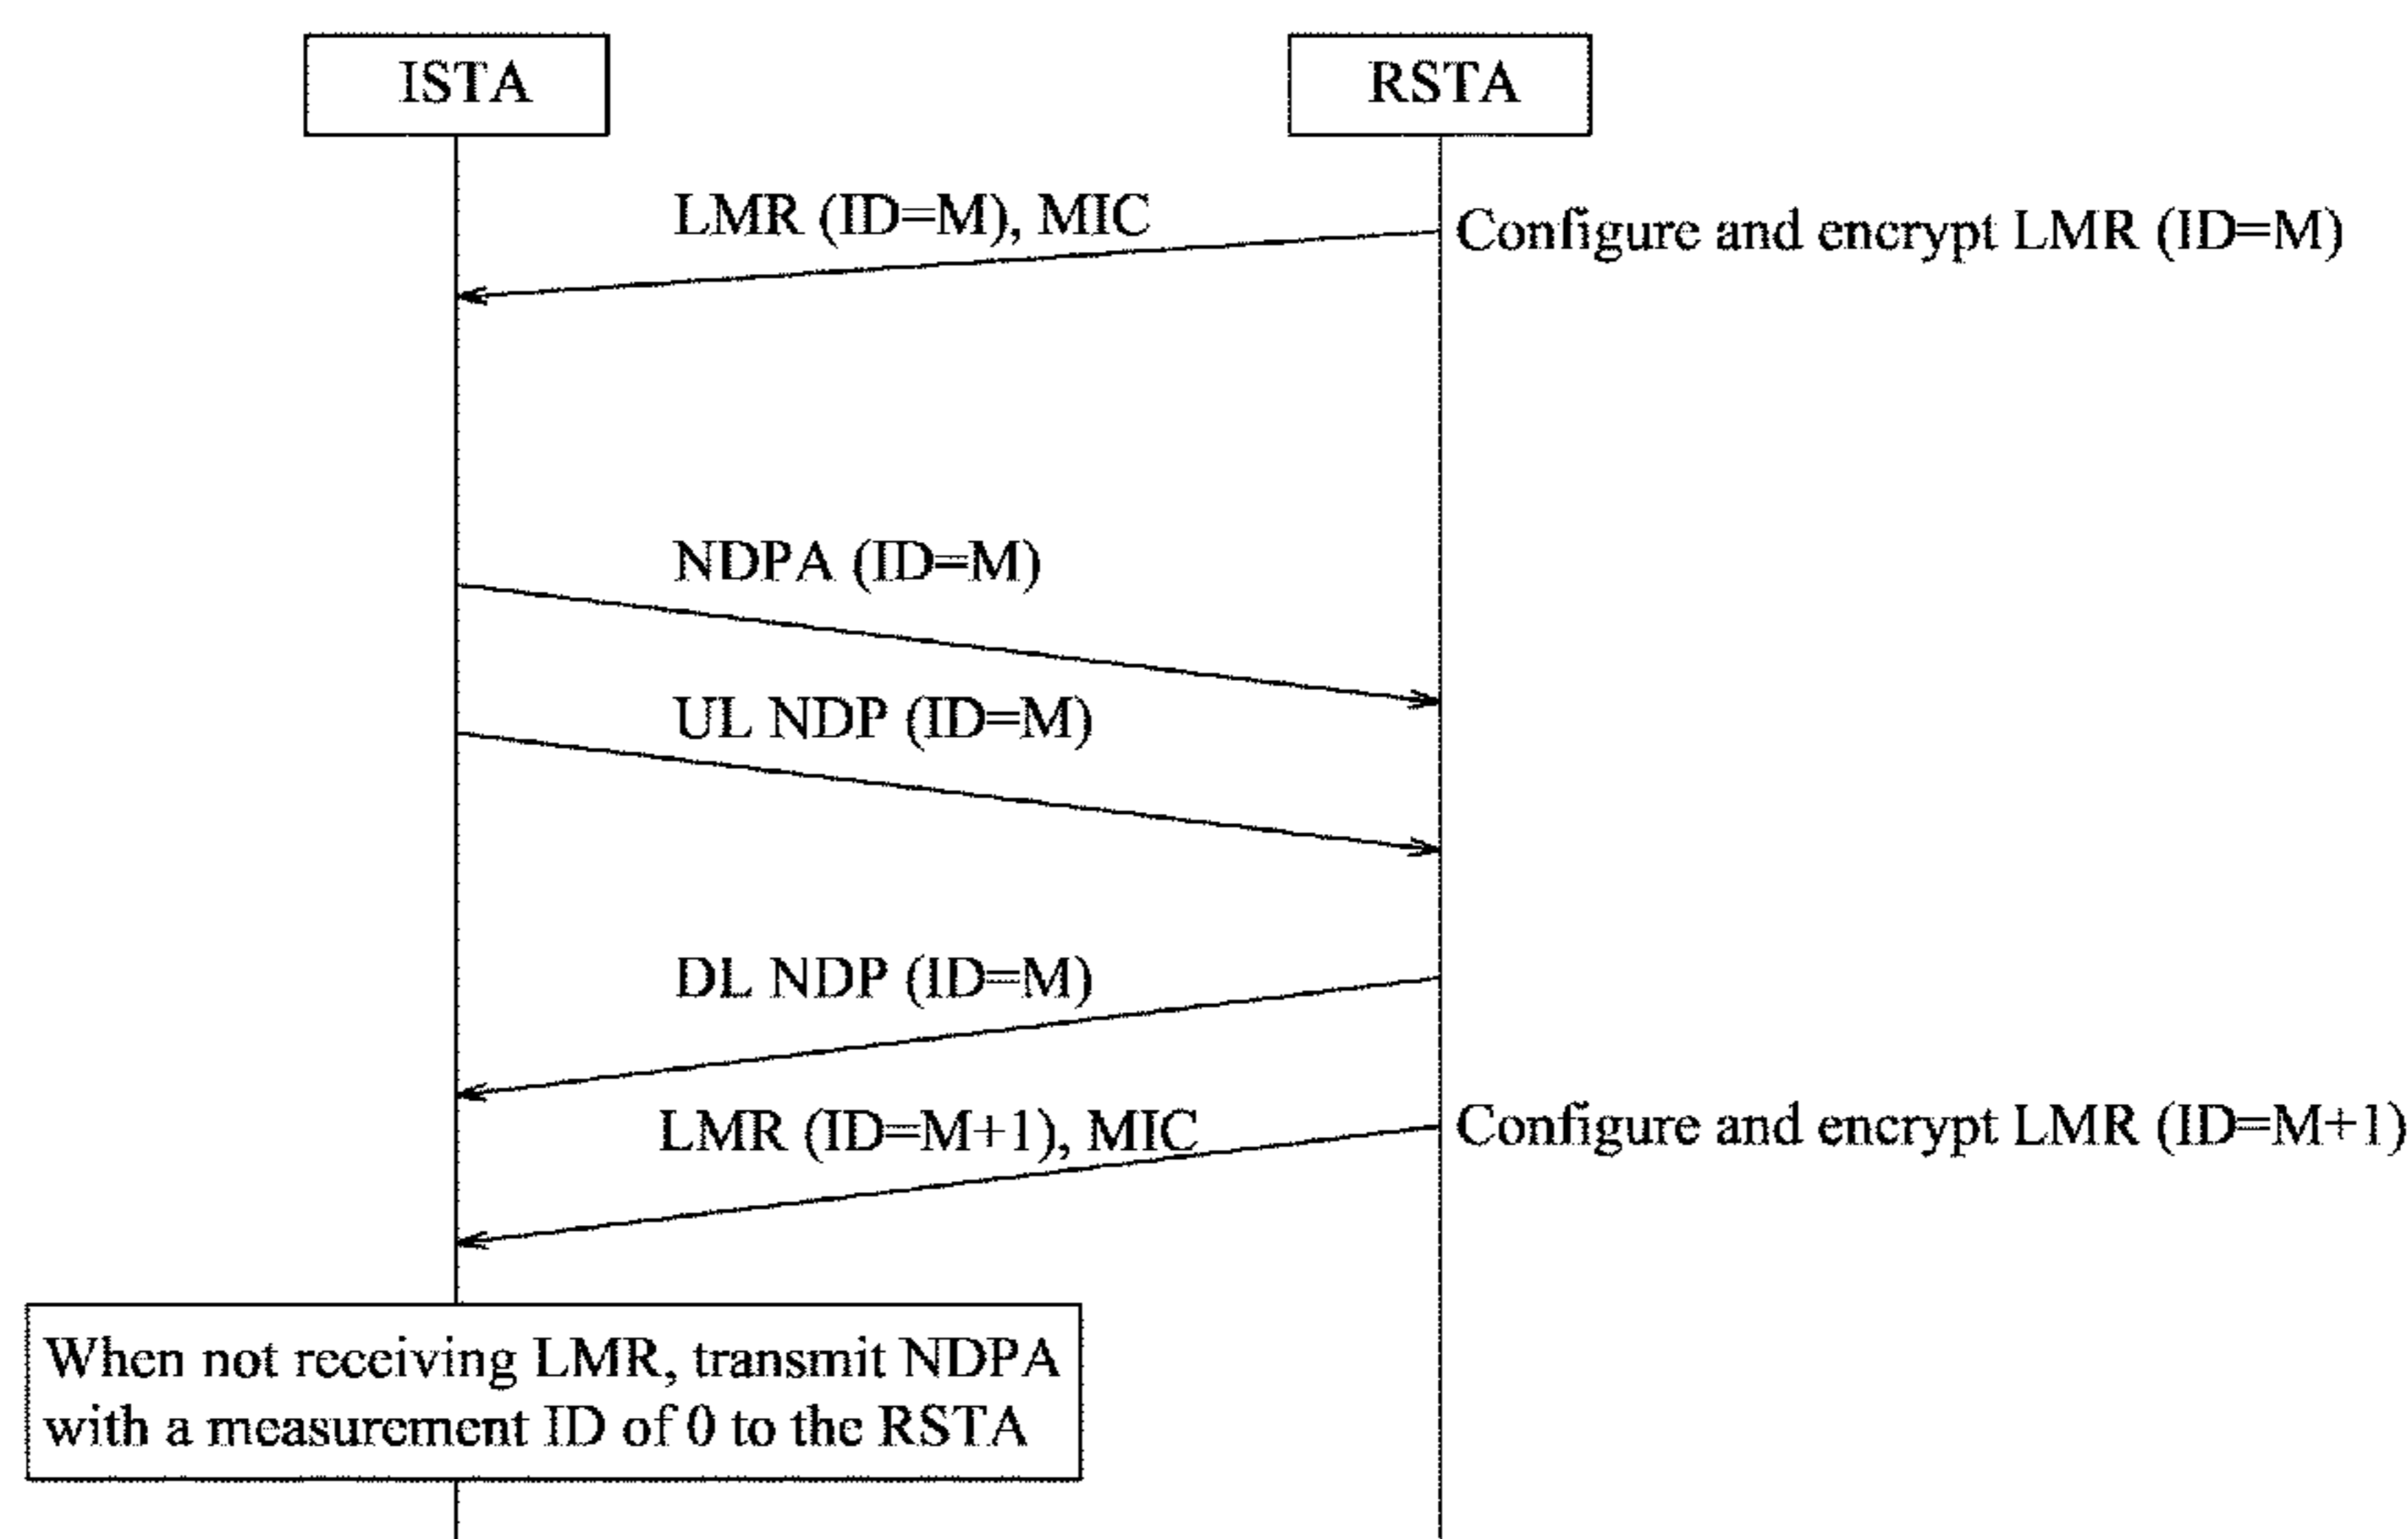 ISTA
RSTA
LMR (ID=M), MIC
Configure and encrypt LMR (ID=M)
NDPA (ID=M)
UL NDP (ID=M)
DL NDP (ID=M)
LMR (ID=M+1), MIC
Configure and encrypt LMR (ID=M+1)
When not receiving LMR, transmit NDPA
with a measurement ID of 0 to the RSTA